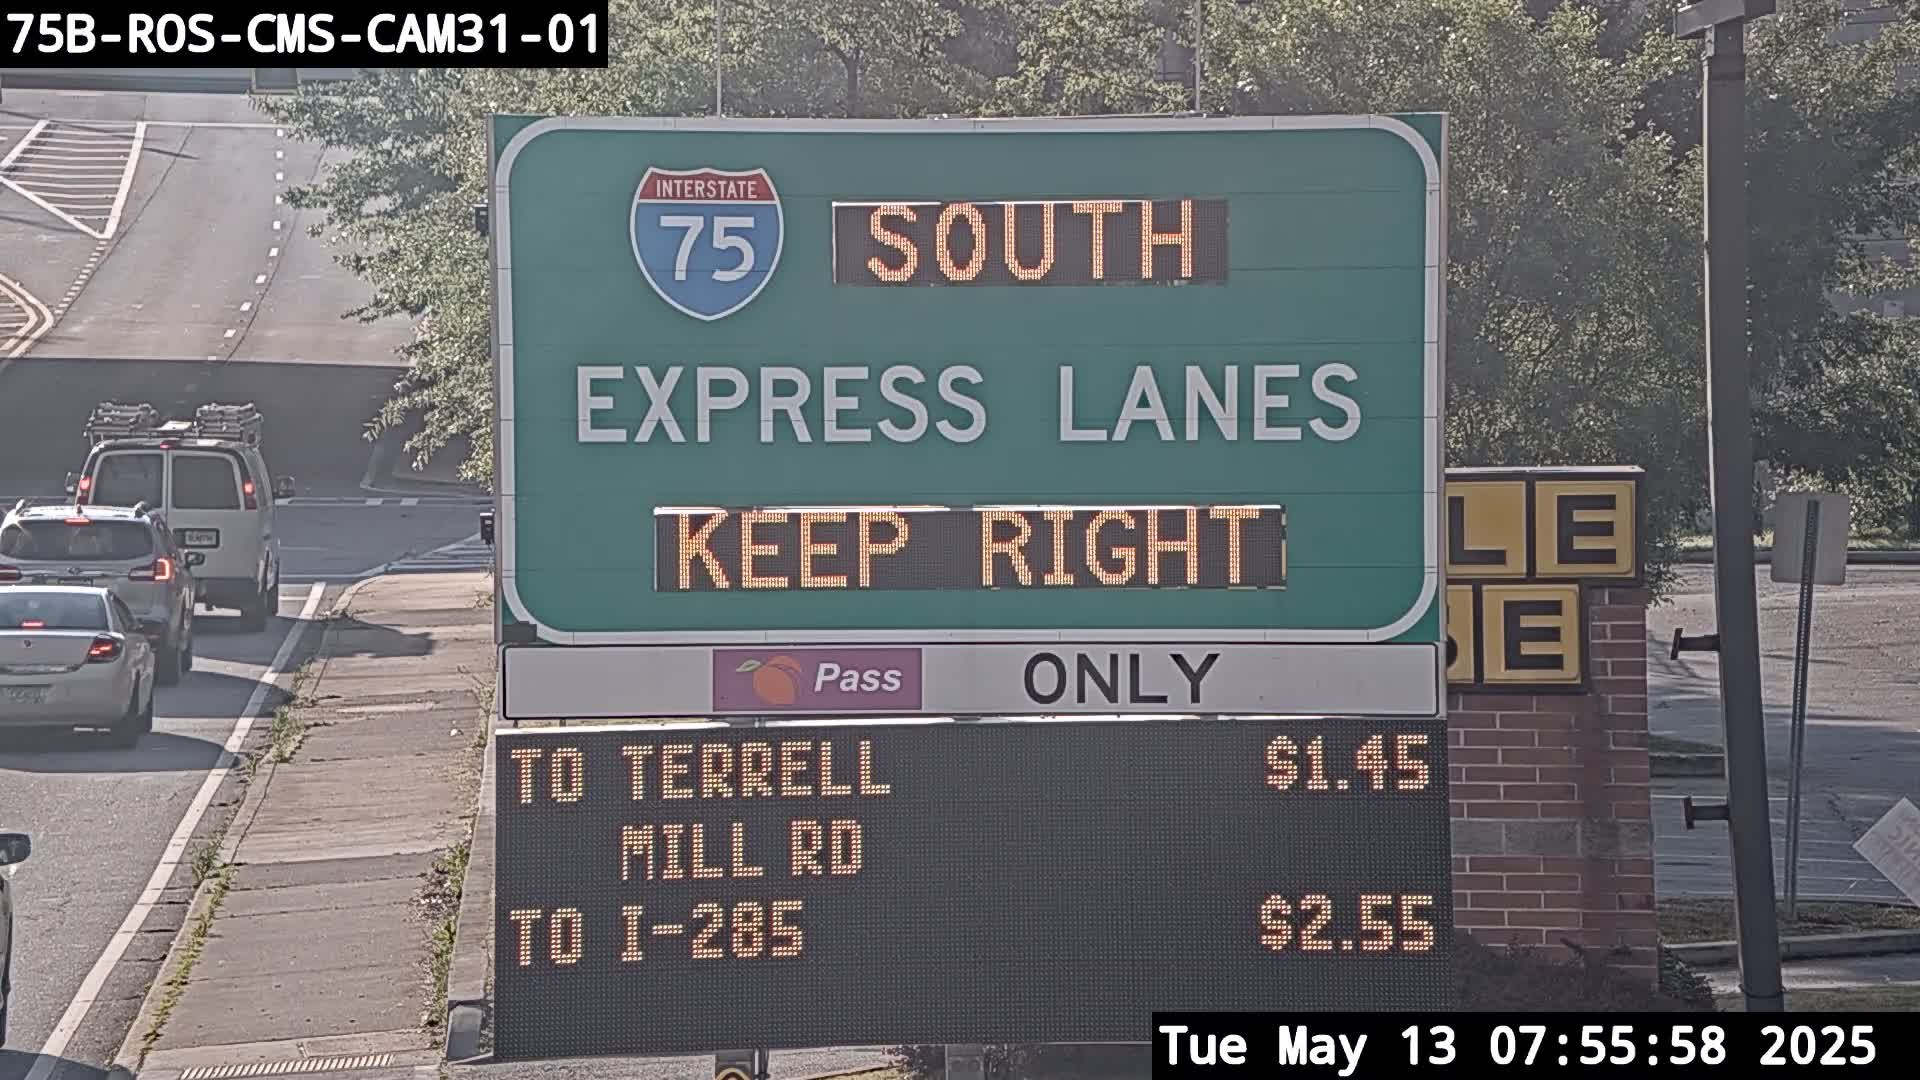 75B-ROS-CMS-CAM31-01
INTERSTATE
75
SOUTH
EXPRESS LANES
KEEP RIGHT
LE
E
Pass ONLY
TO TERRELL $1.45
MILL RD
TO I-285 $2.55
Tue May 13 07:55:58 2025